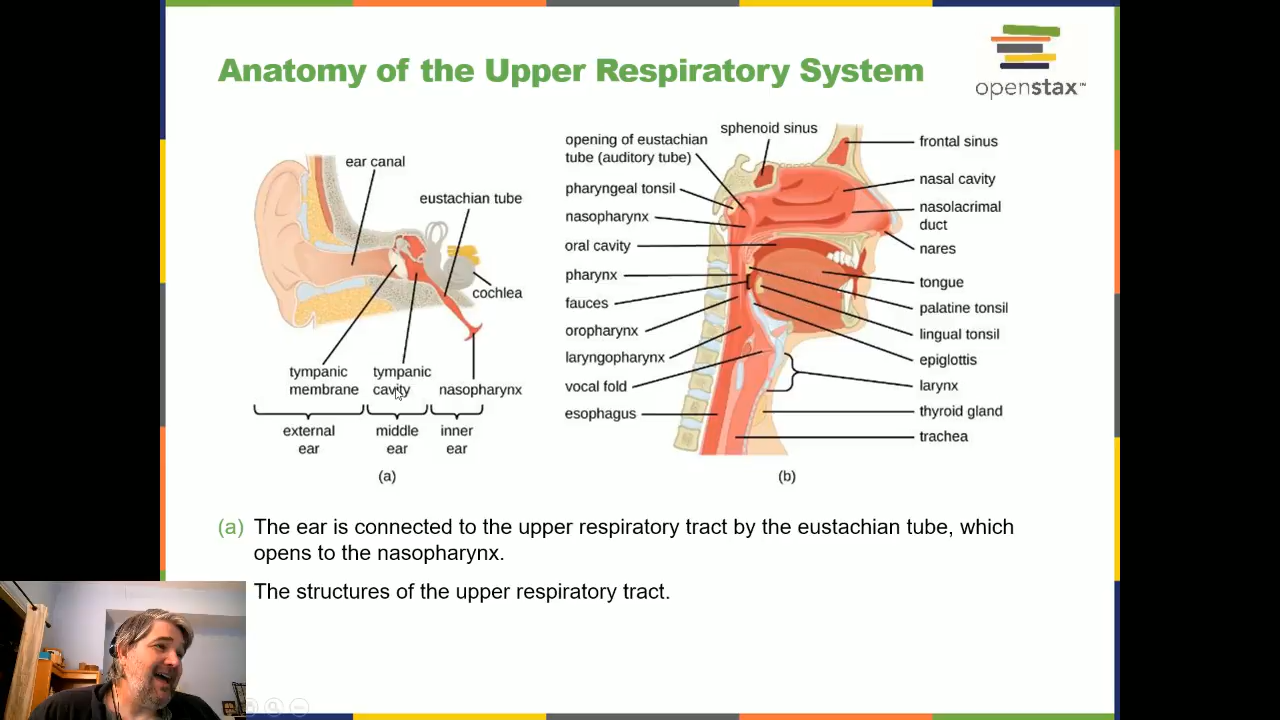 Anatomy of the Upper Respiratory System
openstax™
ear canal
eustachian tube
cochlea
tympanic
membrane
tympanic
cavity
nasopharynx
external
ear
middle
ear
inner
ear
(a)
sphenoid sinus
opening of eustachian
tube (auditory tube)
pharyngeal tonsil
nasopharynx
oral cavity
pharynx
fauces
oropharynx
laryngopharynx
vocal fold
esophagus
frontal sinus
nasal cavity
nasolacrimal
duct
nares
tongue
palatine tonsil
lingual tonsil
epiglottis
larynx
thyroid gland
trachea
(b)
(a) The ear is connected to the upper respiratory tract by the eustachian tube, which
opens to the nasopharynx.
The structures of the upper respiratory tract.